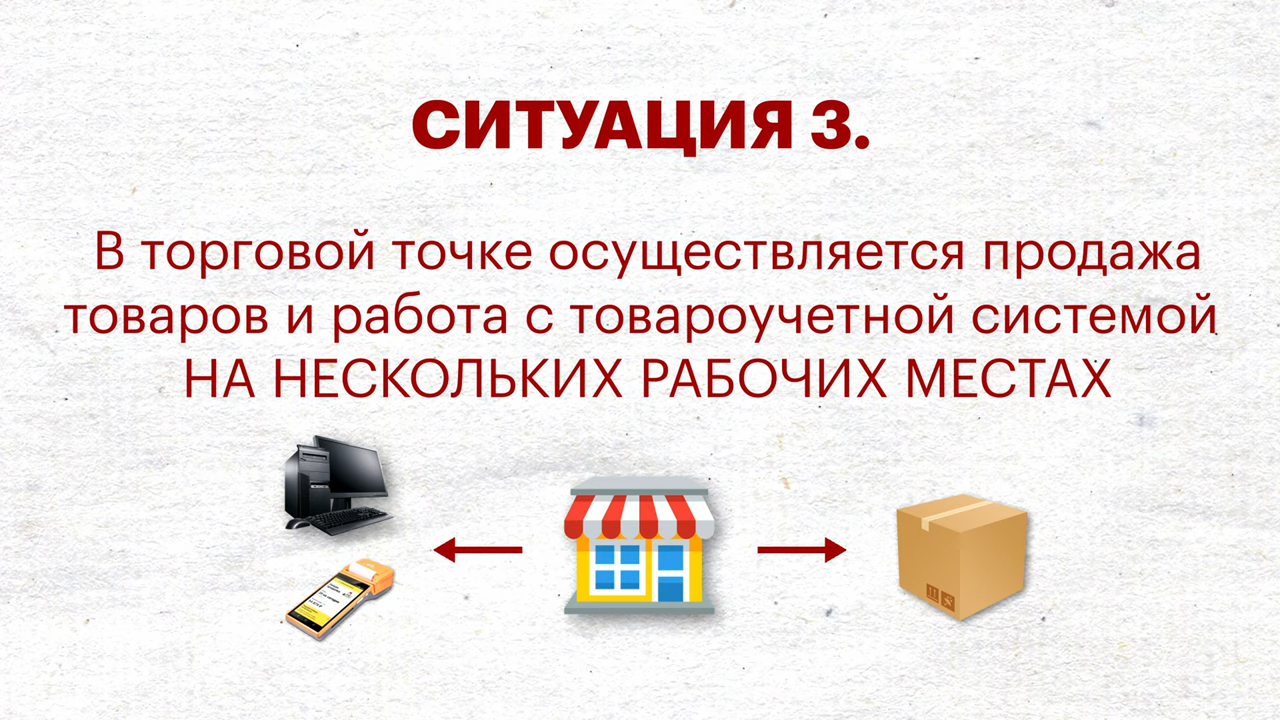 СИТУАЦИЯ 3.
В торговой точке осуществляется продажа
товаров и работа с товароучетной системой
НА НЕСКОЛЬКИХ РАБОЧИХ МЕСТАХ